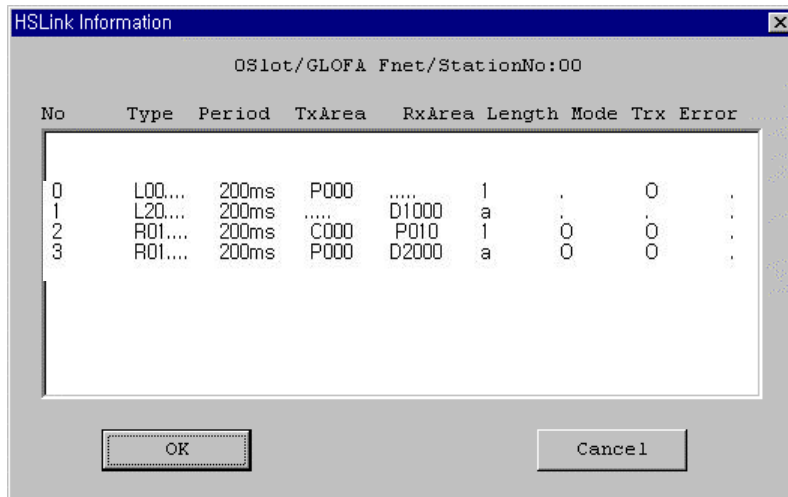 HSLink Information
0Slot/GLOFA Fnet/StationNo:00
No Type Period TxArea RxArea Length Mode Trx Error
0 L00.... 200ms P000 ..... 1 . O .
1 L20.... 200ms ..... D1000 a . . .
2 R01.... 200ms C000 P010 1 O O .
3 R01.... 200ms P000 D2000 a O O .
OK Cancel